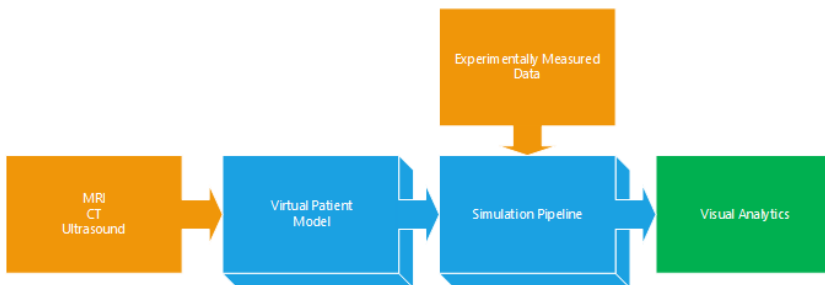 Experimentally Measured
Data
MRI
CT
Ultrasound
Virtual Patient
Model
Simulation Pipeline
Visual Analytics